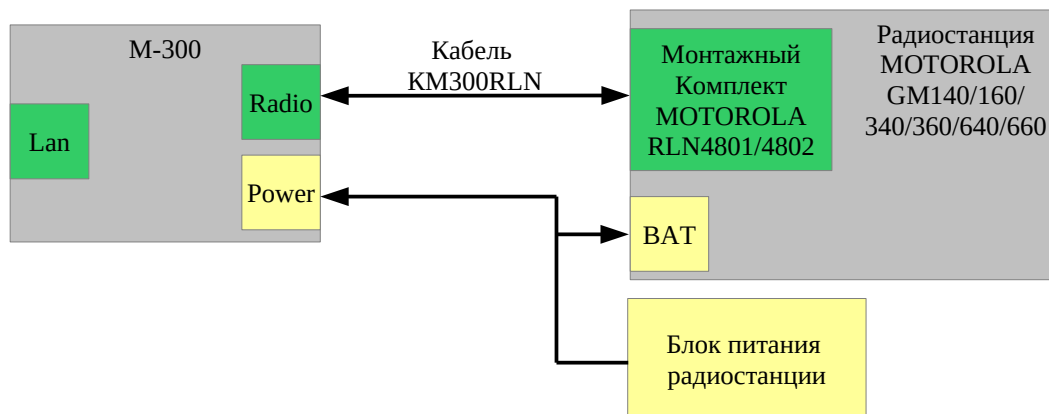 М-300
Radio
Lan
Power
Кабель
КМ300RLN
Монтажный
Комплект
MOTOROLA
RLN4801/4802
Радиостанция
MOTOROLA
GM140/160/
340/360/640/660
BAT
Блок питания
радиостанции